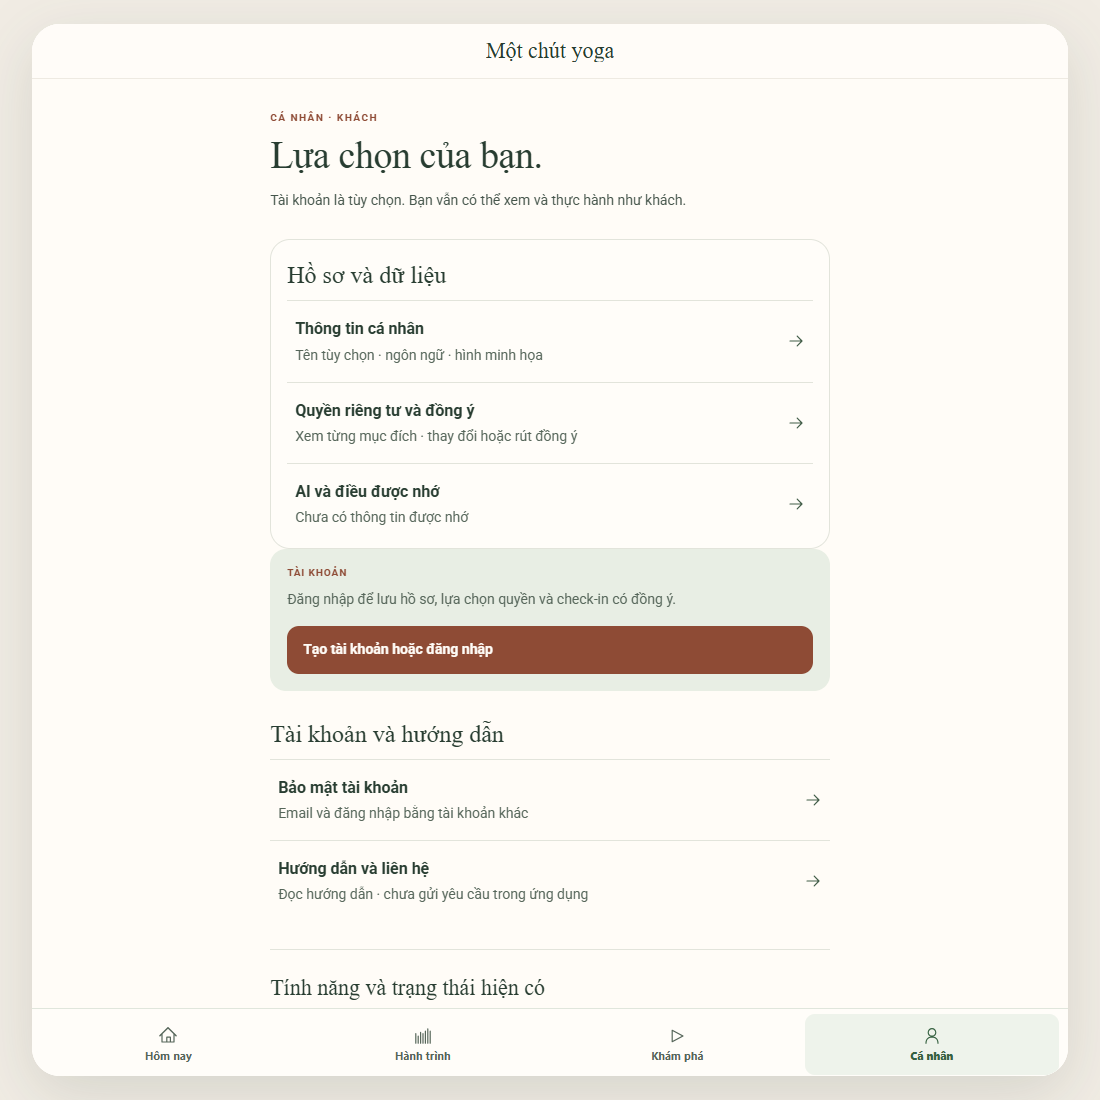 Một chút yoga
CÁ NHÂN · KHÁCH
Lựa chọn của bạn.
Tài khoản là tùy chọn. Bạn vẫn có thể xem và thực hành như khách.
Hồ sơ và dữ liệu
Thông tin cá nhân
Tên tùy chọn · ngôn ngữ · hình minh họa
Quyền riêng tư và đồng ý
Xem từng mục đích · thay đổi hoặc rút đồng ý
AI và điều được nhớ
Chưa có thông tin được nhớ
TÀI KHOẢN
Đăng nhập để lưu hồ sơ, lựa chọn quyền và check-in có đồng ý.
Tạo tài khoản hoặc đăng nhập
Tài khoản và hướng dẫn
Bảo mật tài khoản
Email và đăng nhập bằng tài khoản khác
Hướng dẫn và liên hệ
Đọc hướng dẫn · chưa gửi yêu cầu trong ứng dụng
Tính năng và trạng thái hiện có
Hôm nay
Hành trình
Khám phá
Cá nhân